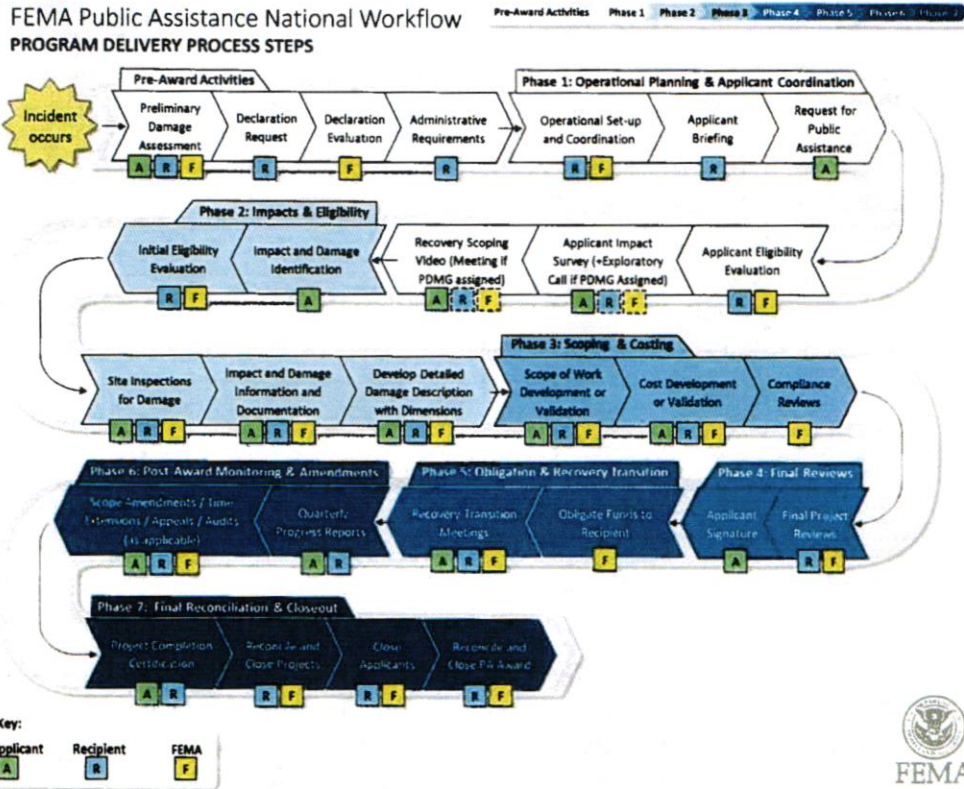 FEMA Public Assistance National Workflow
PROGRAM DELIVERY PROCESS STEPS
Pre-Award Activities Phase 1 Phase 2 Phase 3 Phase 4 Phase 5 Phase 6 Phase 7
Incident
occurs
Pre-Award Activities
Preliminary
Damage
Assessment
A R F
Declaration
Request
R
Declaration
Evaluation
F
Administrative
Requirements
R
Phase 1: Operational Planning & Applicant Coordination
Operational Set-up
and Coordination
R F
Applicant
Briefing
R
Request for
Public
Assistance
A
Applicant Eligibility
Evaluation
R F
Applicant Impact
Survey (+Exploratory
Call if PDMG Assigned)
A R F
Recovery Scoping
Video (Meeting if
PDMG assigned)
A R F
Phase 2: Impacts & Eligibility
Impact and Damage
Identification
A
Initial Eligibility
Evaluation
R F
Site Inspections
for Damage
A R F
Impact and Damage
Information and
Documentation
A R F
Develop Detailed
Damage Description
with Dimensions
A R F
Phase 3: Scoping & Costing
Scope of Work
Development or
Validation
A R F
Cost Development
or Validation
A R F
Compliance
Reviews
F
Phase 4: Final Reviews
Final Project
Reviews
R F
Applicant
Signature
A
Phase 5: Obligation & Recovery Transition
Obligate Funds to
Recipient
F
Recovery Transition
Meetings
A R F
Phase 6: Post Award Monitoring & Amendments
Quarterly
Progress Reports
A R
Scope Amendments / Time
Extensions / Appeals / Audits
(as applicable)
A R F
Phase 7: Final Reconciliation & Closeout
Project Completion
Certification
A R
Reconcile and
Close Projects
R F
Close
Applicants
R F
Reconcile and
Close PA Award
R F
Key:
Applicant Recipient FEMA
A R F
FEMA